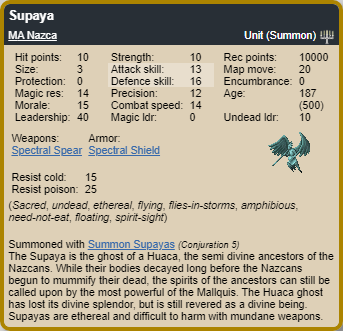 Supaya
MA Nazca Unit (Summon)
Hit points: 10 Strength: 10 Rec points: 10000
Size: 3 Attack skill: 13 Map move: 20
Protection: 0 Defence skill: 16 Encumbrance: 0
Magic res: 14 Precision: 12 Age: 187
Morale: 15 Combat speed: 14 (500)
Leadership: 40 Magic ldr: 0 Undead ldr: 10
Weapons: Armor:
Spectral Spear Spectral Shield
Resist cold: 15
Resist poison: 25
(Sacred, undead, ethereal, flying, flies-in-storms, amphibious,
need-not-eat, floating, spirit-sight)
Summoned with Summon Supayas (Conjuration 5)
The Supaya is the ghost of a Huaca, the semi divine ancestors of the
Nazcans. While their bodies decayed long before the Nazcans
begun to mummify their dead, the spirits of the ancestors can still be
called upon by the most powerful of the Mallquis. The Huaca ghost
has lost its divine splendor, but is still revered as a divine being.
Supayas are ethereal and difficult to harm with mundane weapons.